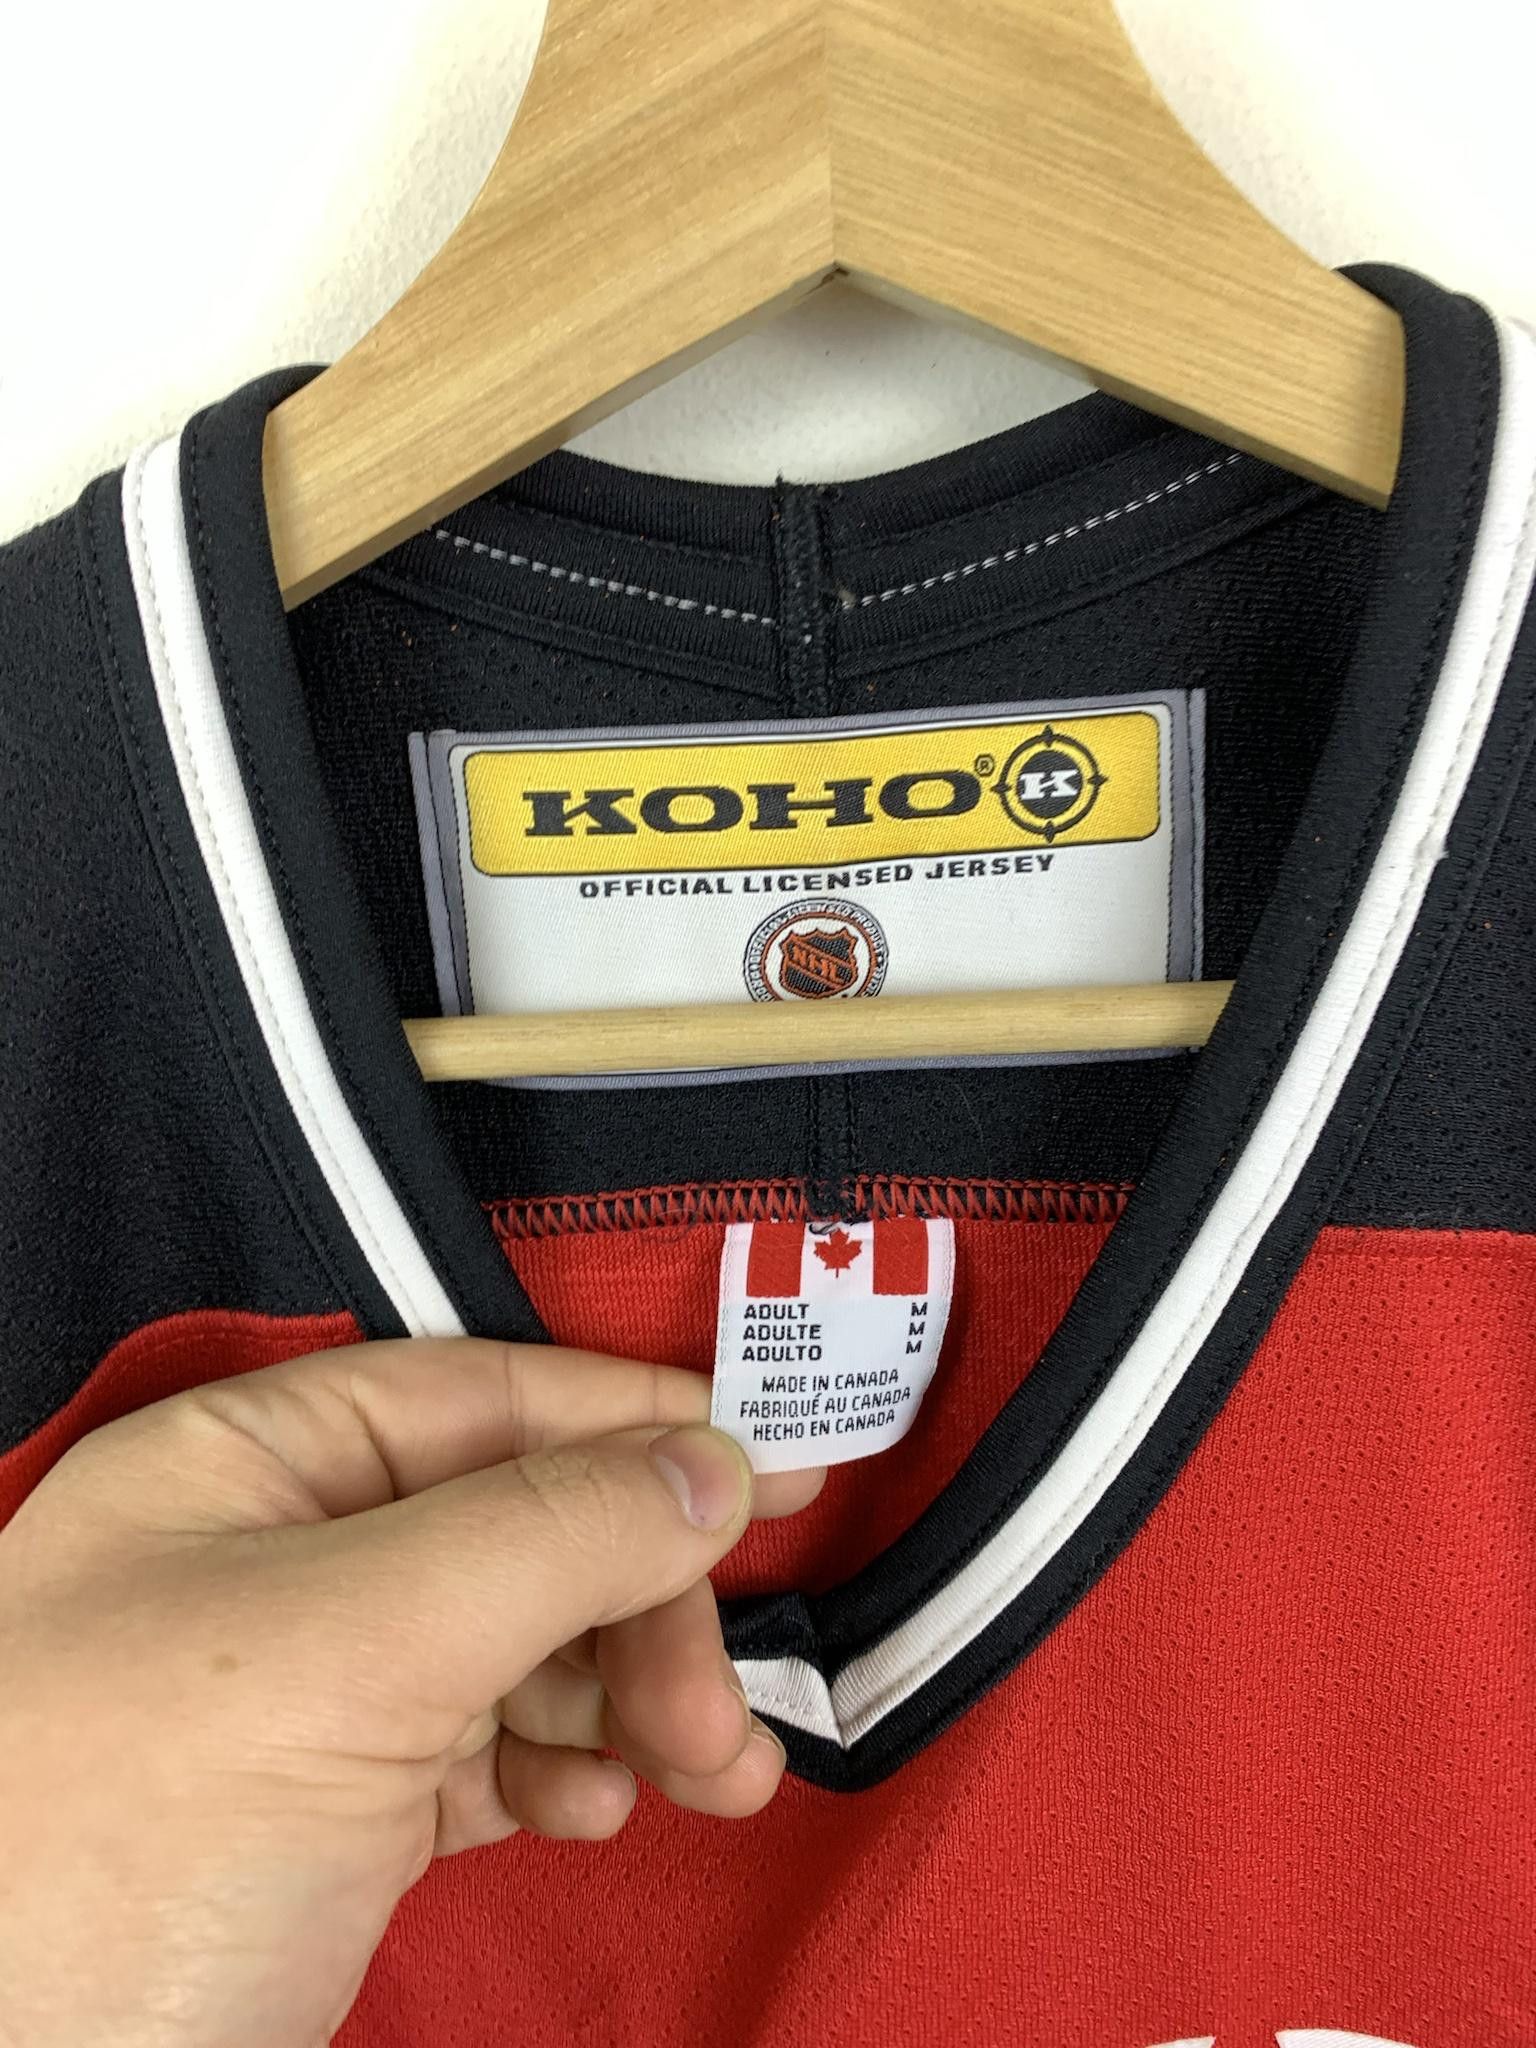 KOHO® K
OFFICIAL LICENSED JERSEY
NHL
ADULT M
ADULTE M
ADULTO M
MADE IN CANADA
FABRIQUÉ AU CANADA
HECHO EN CANADA